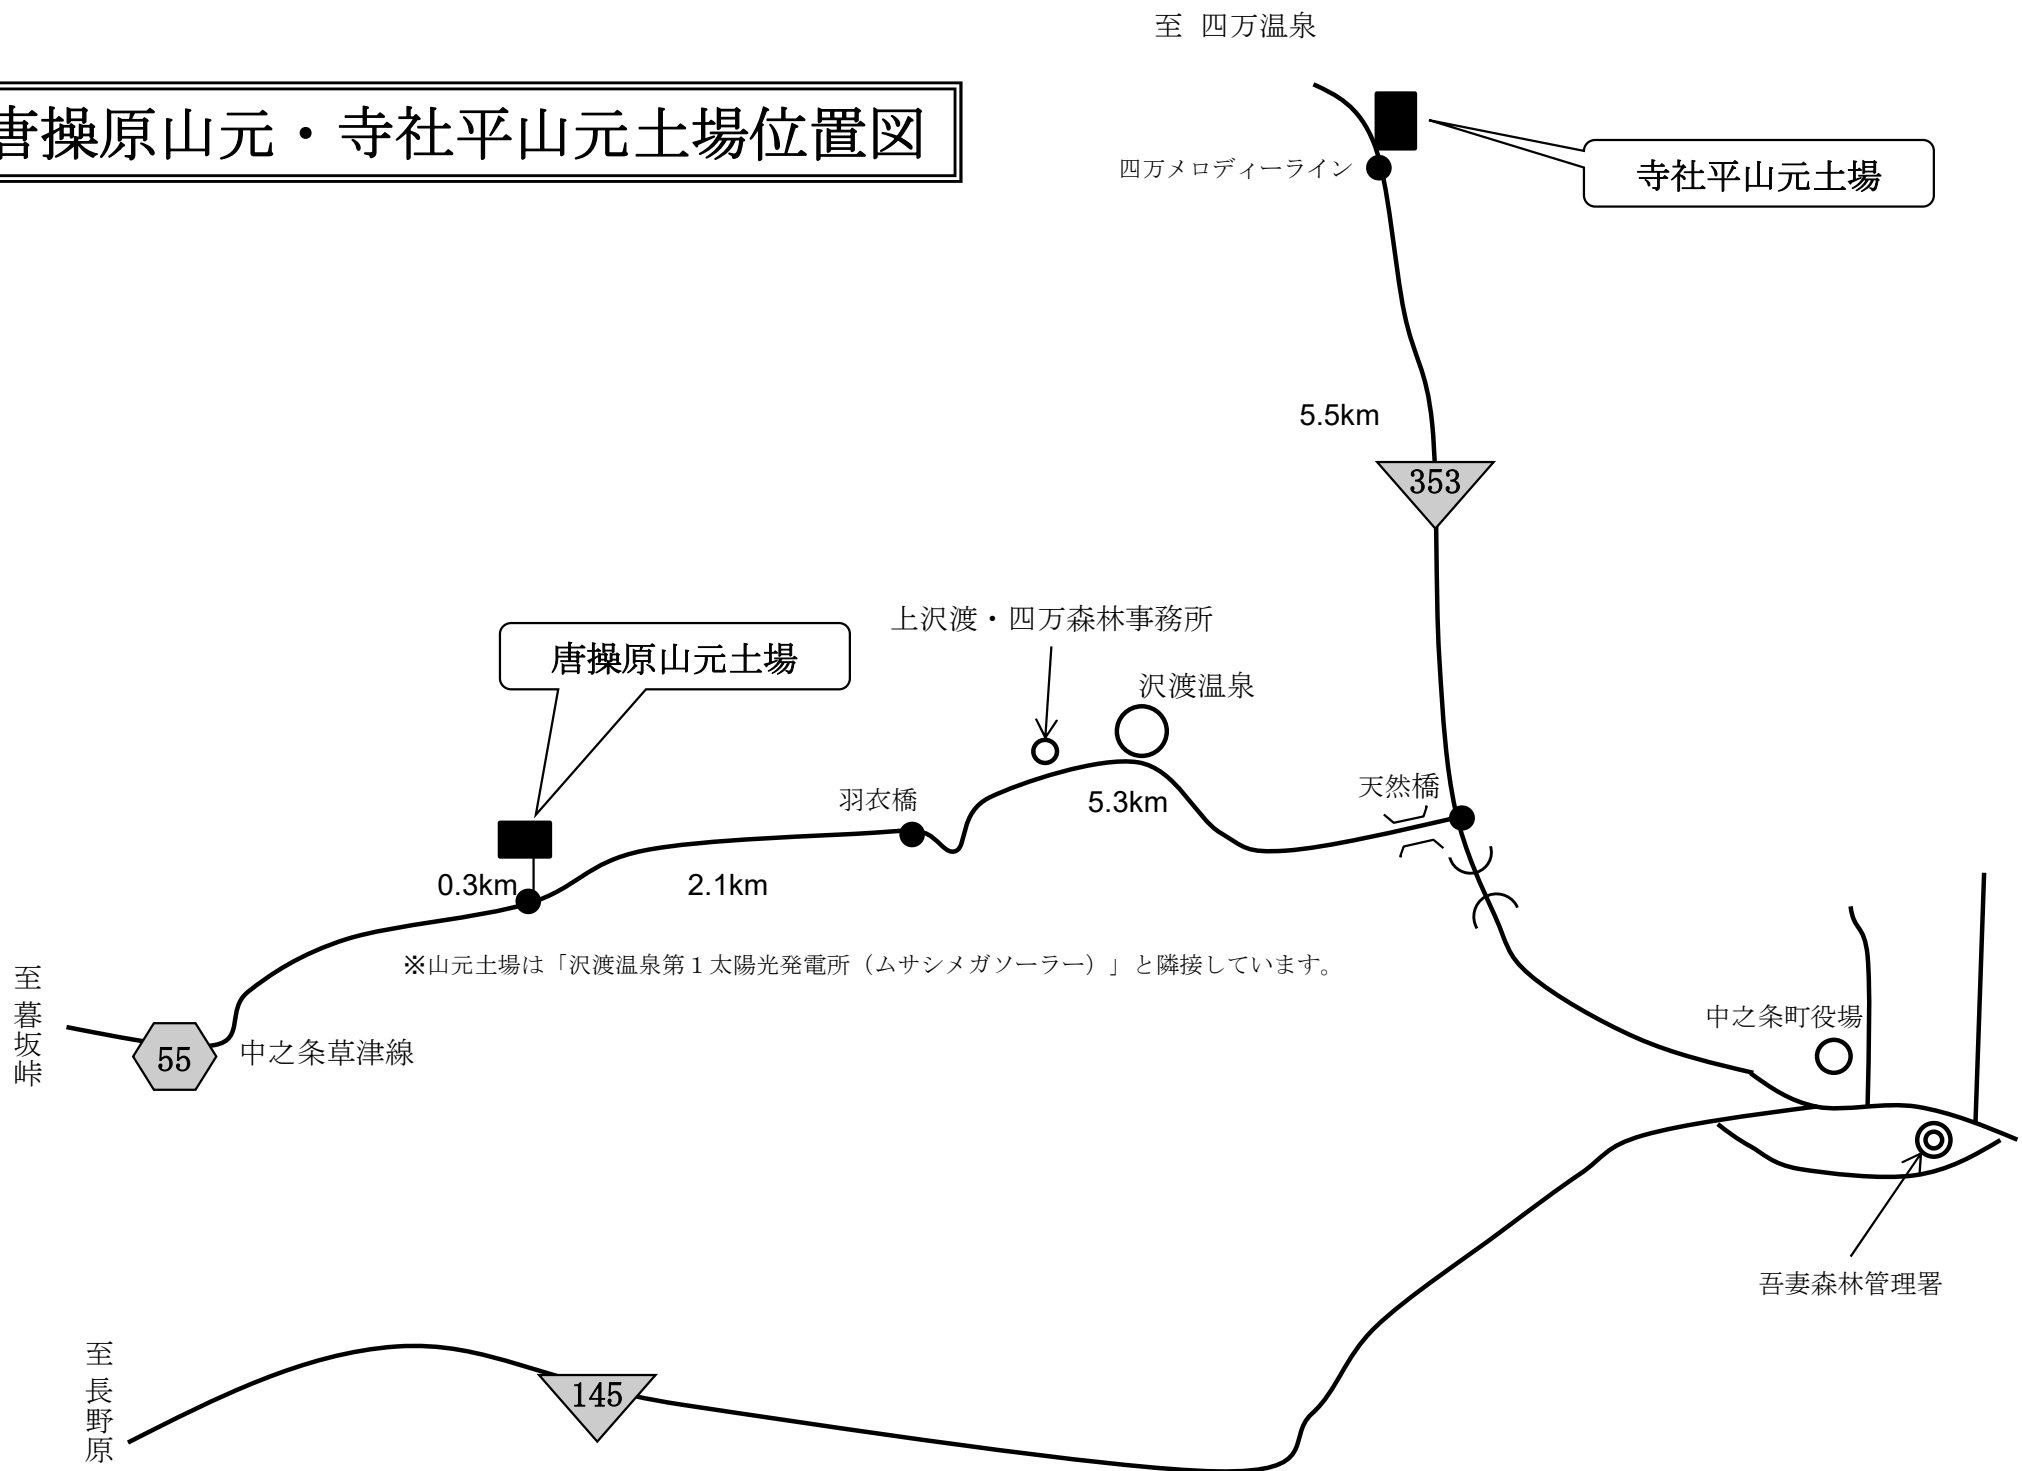 至 四万温泉
唐操原山元・寺社平山元土場位置図
四万メロディーライン
寺社平山元土場
5.5km
353
上沢渡・四万森林事務所
唐操原山元土場
沢渡温泉
天然橋
羽衣橋
5.3km
0.3km
2.1km
※山元土場は「沢渡温泉第１太陽光発電所（ムサシメガソーラー）」と隣接しています。
至 暮坂峠
中之条町役場
55
中之条草津線
吾妻森林管理署
至 長野原
145